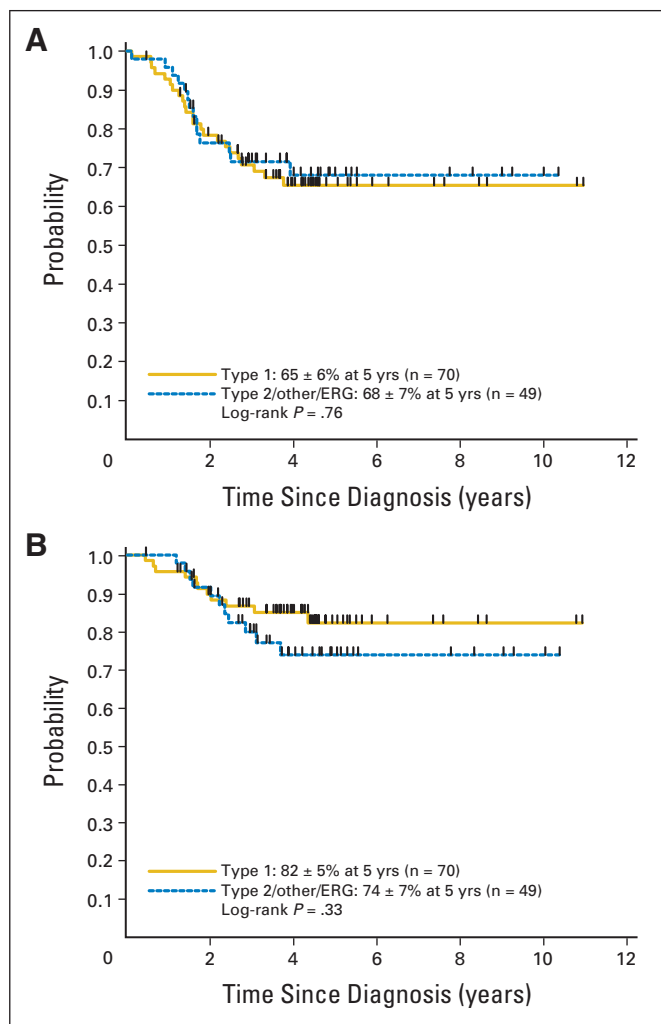 A
1.0
0.9
0.8
0.7
0.6
0.5
0.4
0.3
0.2
0.1
Probability
Type 1: 65 ± 6% at 5 yrs (n = 70)
Type 2/other/ERG: 68 ± 7% at 5 yrs (n = 49)
Log-rank P = .76
0 2 4 6 8 10 12
Time Since Diagnosis (years)
B
1.0
0.9
0.8
0.7
0.6
0.5
0.4
0.3
0.2
0.1
Probability
Type 1: 82 ± 5% at 5 yrs (n = 70)
Type 2/other/ERG: 74 ± 7% at 5 yrs (n = 49)
Log-rank P = .33
0 2 4 6 8 10 12
Time Since Diagnosis (years)